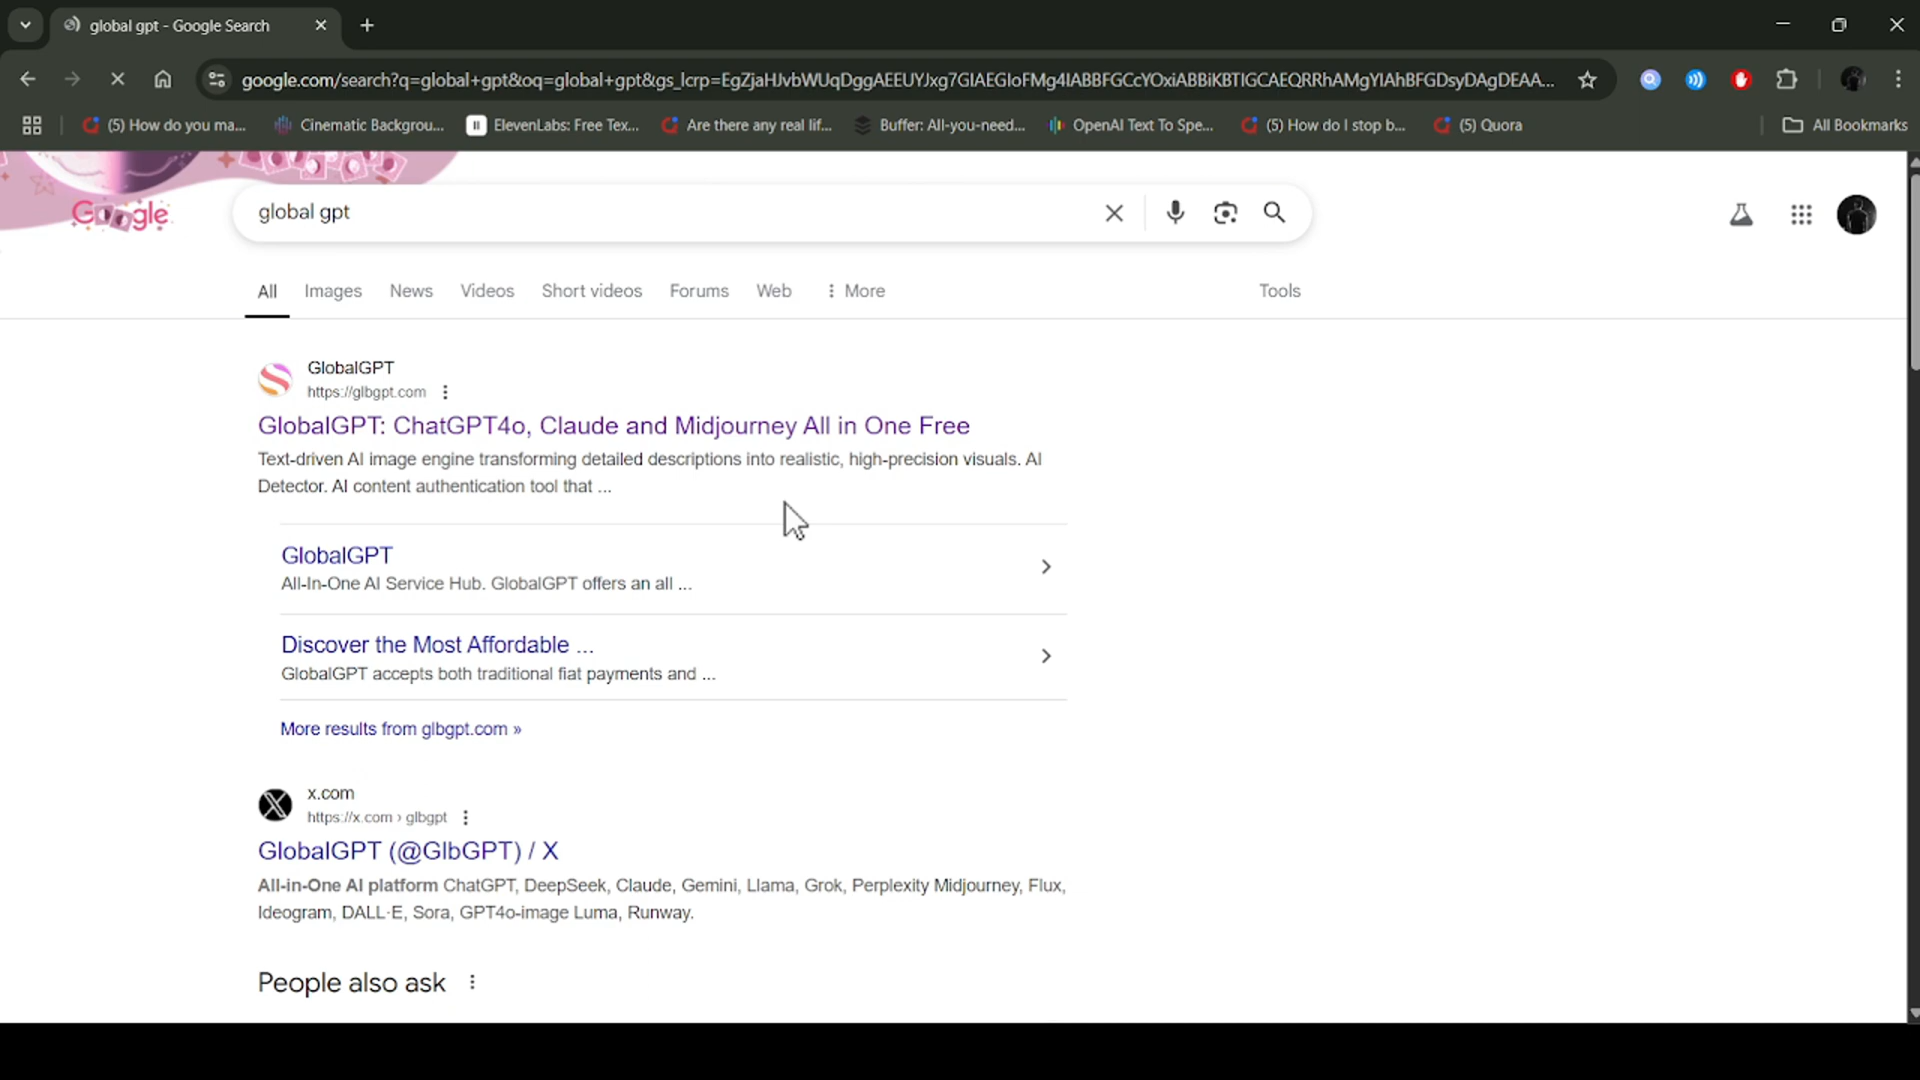 global gpt - Google Search
google.com/search?q=global+gpt&oq=global+gpt&gs_lcrp=EgZjaHJvbWUqDggAEEUYJxg7GIAEGIoFMg4IABBFGCcYOxiABBiKBTIGCAEQRRhAMgYIAhBFGDsyDAgDEAA...
(5) How do you ma...
Cinematic Backgrou...
ElevenLabs: Free Tex...
Are there any real lif...
Buffer: All-you-need...
OpenAI Text To Spe...
(5) How do I stop b...
(5) Quora
All Bookmarks
Google
global gpt
All Images News Videos Short videos Forums Web More Tools
GlobalGPT
https://glbgpt.com
GlobalGPT: ChatGPT4o, Claude and Midjourney All in One Free
Text-driven AI image engine transforming detailed descriptions into realistic, high-precision visuals. AI
Detector. AI content authentication tool that ...
GlobalGPT
All-In-One AI Service Hub. GlobalGPT offers an all ...
Discover the Most Affordable ...
GlobalGPT accepts both traditional fiat payments and ...
More results from glbgpt.com »
x.com
https://x.com › glbgpt
GlobalGPT (@GlbGPT) / X
All-in-One AI platform ChatGPT, DeepSeek, Claude, Gemini, Llama, Grok, Perplexity Midjourney, Flux,
Ideogram, DALL·E, Sora, GPT4o-image Luma, Runway.
People also ask